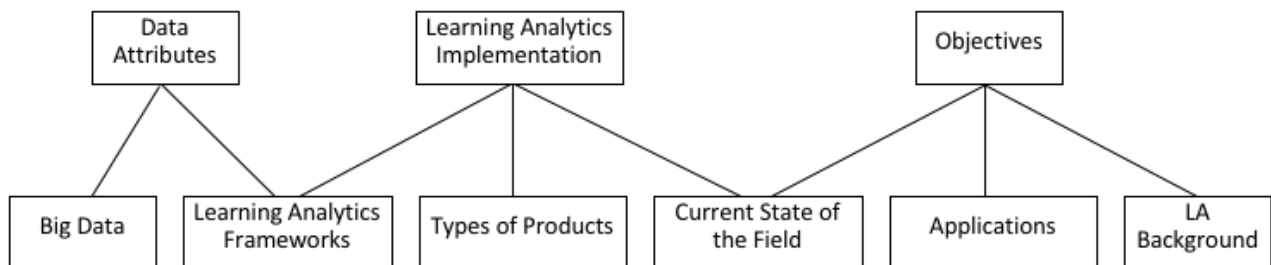 Data
Attributes
Learning Analytics
Implementation
Objectives
Big Data
Learning Analytics
Frameworks
Types of Products
Current State of
the Field
Applications
LA
Background